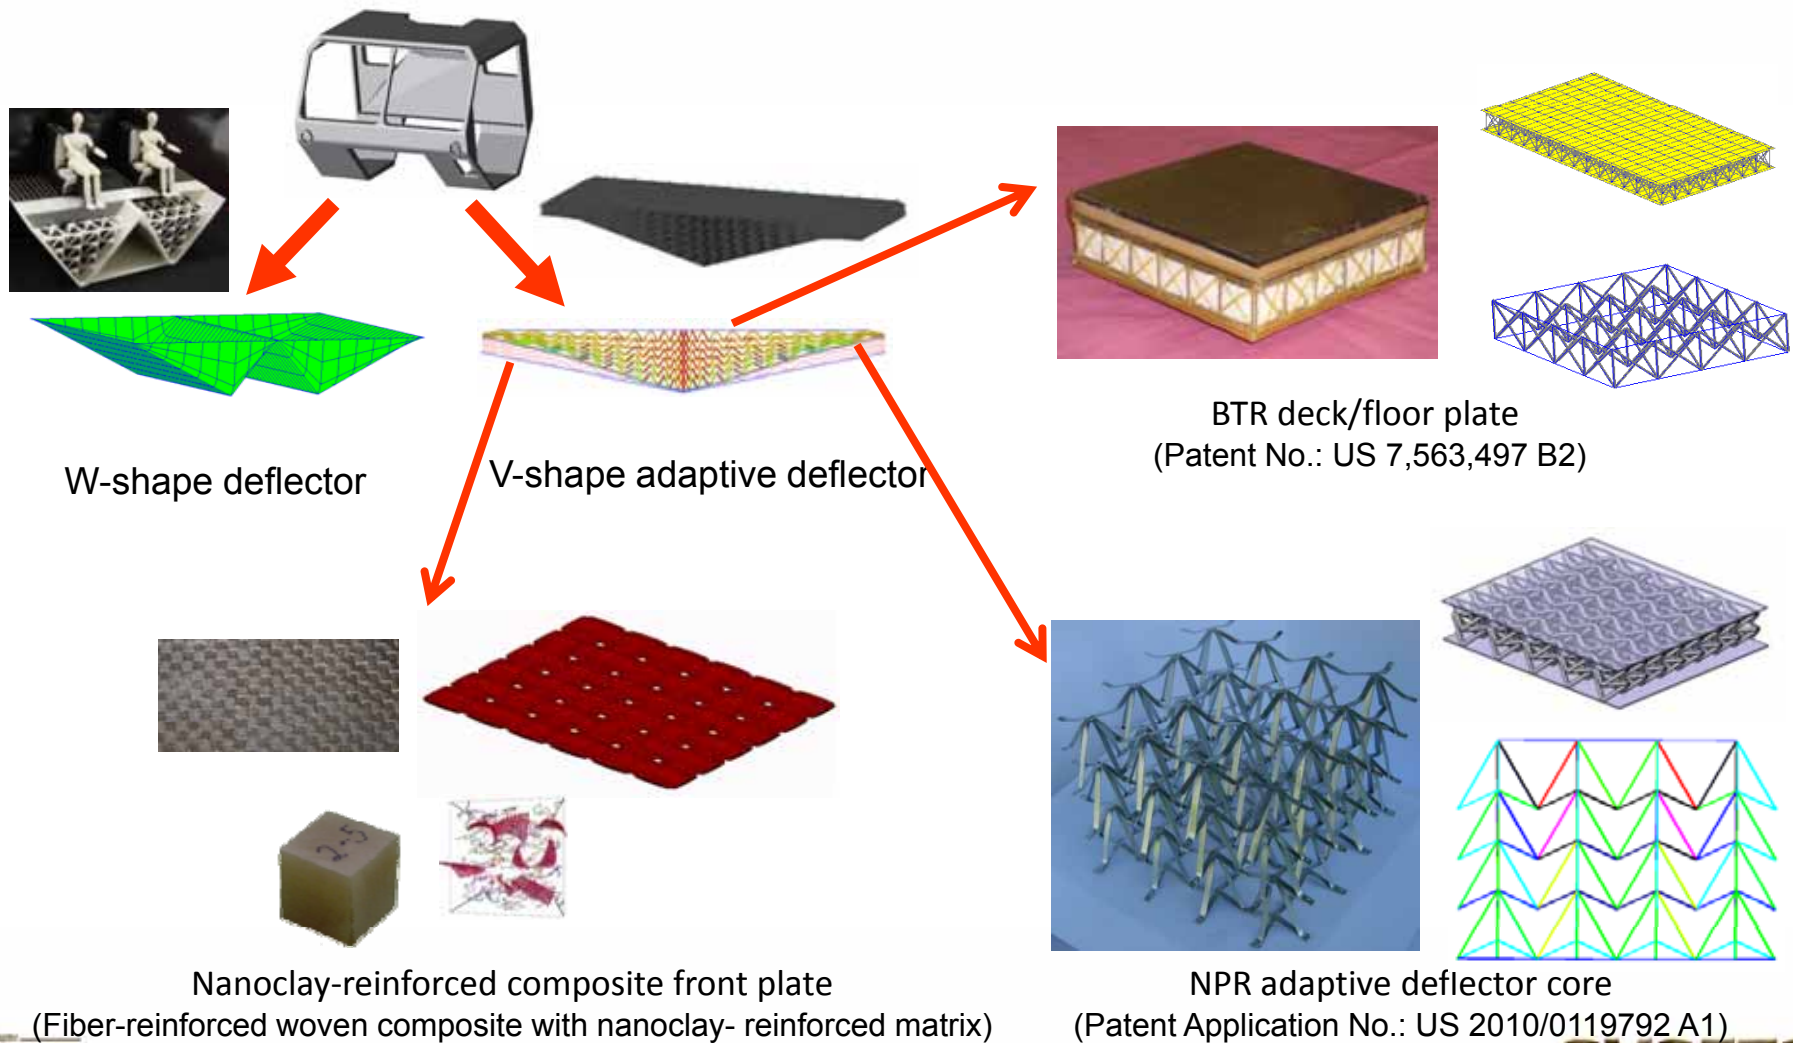 BTR deck/floor plate
(Patent No.: US 7,563,497 B2)
W-shape deflector
V-shape adaptive deflector
2-5
Nanoclay-reinforced composite front plate
(Fiber-reinforced woven composite with nanoclay- reinforced matrix)
NPR adaptive deflector core
(Patent Application No.: US 2010/0119792 A1)